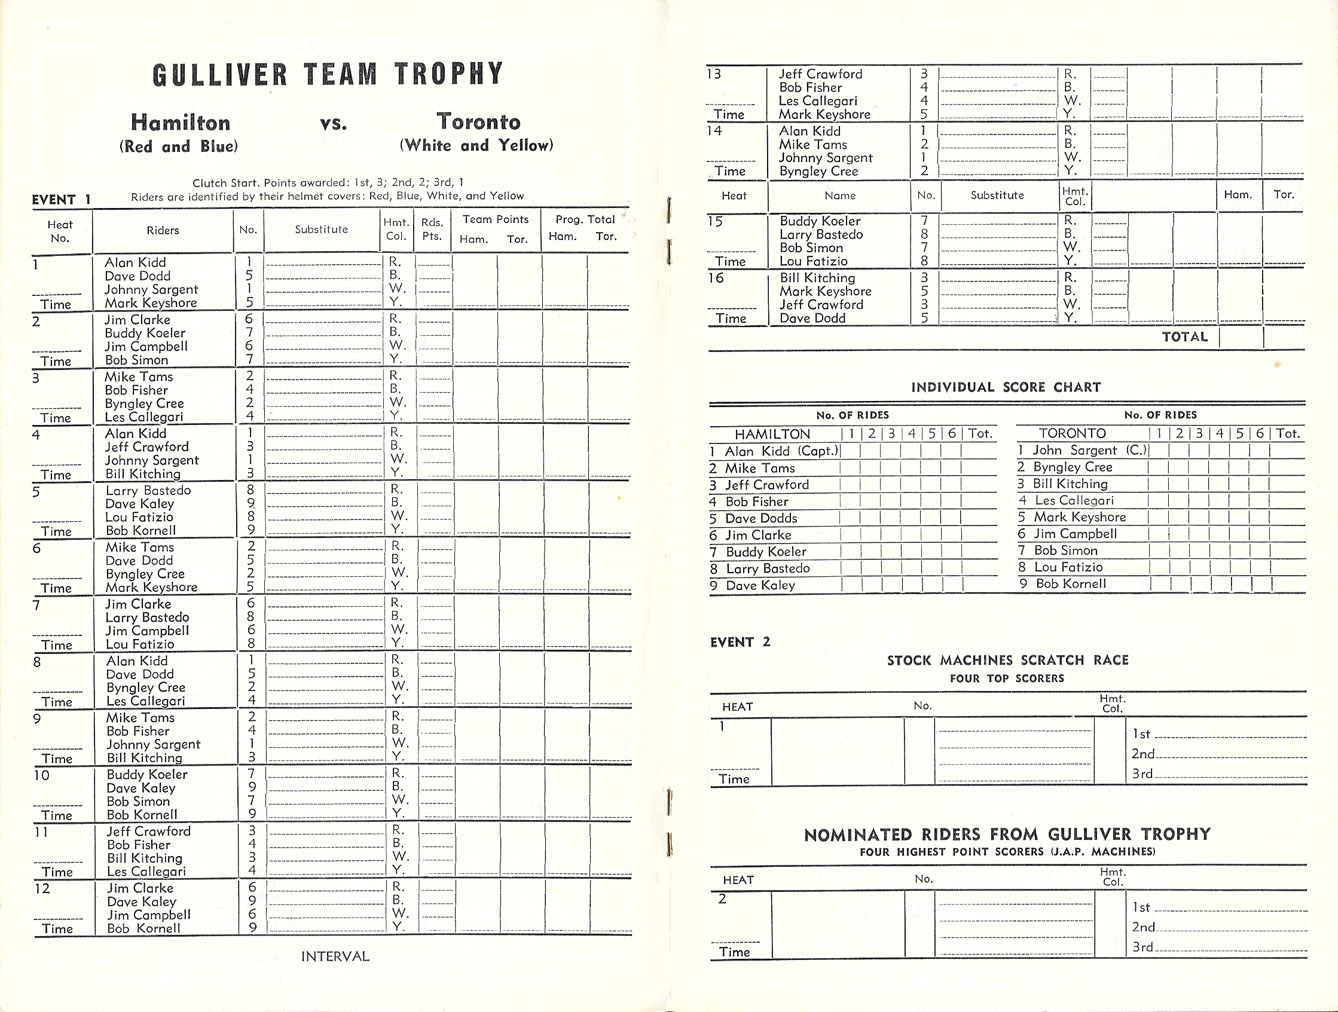 GULLIVER TEAM TROPHY
Hamilton vs. Toronto
(Red and Blue) (White and Yellow)
Clutch Start. Points awarded: 1st, 3; 2nd, 2; 3rd, 1
EVENT 1 Riders are identified by their helmet covers: Red, Blue, White, and Yellow
Heat No. Riders No. Substitute Hmt. Col. Rds. Pts. Team Points Ham. Tor. Prog. Total Ham. Tor.
1 Alan Kidd 1 R.
Dave Dodd 5 B.
Johnny Sargent 1 W.
Time Mark Keyshore 5 Y.
2 Jim Clarke 6 R.
Buddy Koeler 7 B.
Jim Campbell 6 W.
Time Bob Simon 7 Y.
3 Mike Tams 2 R.
Bob Fisher 4 B.
Byngley Cree 2 W.
Time Les Callegari 4 Y.
4 Alan Kidd 1 R.
Jeff Crawford 3 B.
Johnny Sargent 1 W.
Time Bill Kitching 3 Y.
5 Larry Bastedo 8 R.
Dave Kaley 9 B.
Lou Fatizio 8 W.
Time Bob Kornell 9 Y.
6 Mike Tams 2 R.
Dave Dodd 5 B.
Byngley Cree 2 W.
Time Mark Keyshore 5 Y.
7 Jim Clarke 6 R.
Larry Bastedo 8 B.
Jim Campbell 6 W.
Time Lou Fatizio 8 Y.
8 Alan Kidd 1 R.
Dave Dodd 5 B.
Byngley Cree 2 W.
Time Les Callegari 4 Y.
9 Mike Tams 2 R.
Bob Fisher 4 B.
Johnny Sargent 1 W.
Time Bill Kitching 3 Y.
10 Buddy Koeler 7 R.
Dave Kaley 9 B.
Bob Simon 7 W.
Time Bob Kornell 9 Y.
11 Jeff Crawford 3 R.
Bob Fisher 4 B.
Bill Kitching 3 W.
Time Les Callegari 4 Y.
12 Jim Clarke 6 R.
Dave Kaley 9 B.
Jim Campbell 6 W.
Time Bob Kornell 9 Y.
INTERVAL
13 Jeff Crawford 3 R.
Bob Fisher 4 B.
Les Callegari 4 W.
Time Mark Keyshore 5 Y.
14 Alan Kidd 1 R.
Mike Tams 2 B.
Johnny Sargent 1 W.
Time Byngley Cree 2 Y.
Heat Name No. Substitute Hmt. Col. Ham. Tor.
15 Buddy Koeler 7 R.
Larry Bastedo 8 B.
Bob Simon 7 W.
Time Lou Fatizio 8 Y.
16 Bill Kitching 3 R.
Mark Keyshore 5 B.
Jeff Crawford 3 W.
Time Dave Dodd 5 Y.
TOTAL
INDIVIDUAL SCORE CHART
No. OF RIDES No. OF RIDES
HAMILTON 1 2 3 4 5 6 Tot. TORONTO 1 2 3 4 5 6 Tot.
1 Alan Kidd (Capt.) 1 John Sargent (C.)
2 Mike Tams 2 Byngley Cree
3 Jeff Crawford 3 Bill Kitching
4 Bob Fisher 4 Les Callegari
5 Dave Dodds 5 Mark Keyshore
6 Jim Clarke 6 Jim Campbell
7 Buddy Koeler 7 Bob Simon
8 Larry Bastedo 8 Lou Fatizio
9 Dave Kaley 9 Bob Kornell
EVENT 2
STOCK MACHINES SCRATCH RACE
FOUR TOP SCORERS
HEAT No. Hmt. Col.
1 1st
2nd
Time 3rd
NOMINATED RIDERS FROM GULLIVER TROPHY
FOUR HIGHEST POINT SCORERS (J.A.P. MACHINES)
HEAT No. Hmt. Col.
2 1st
2nd
Time 3rd